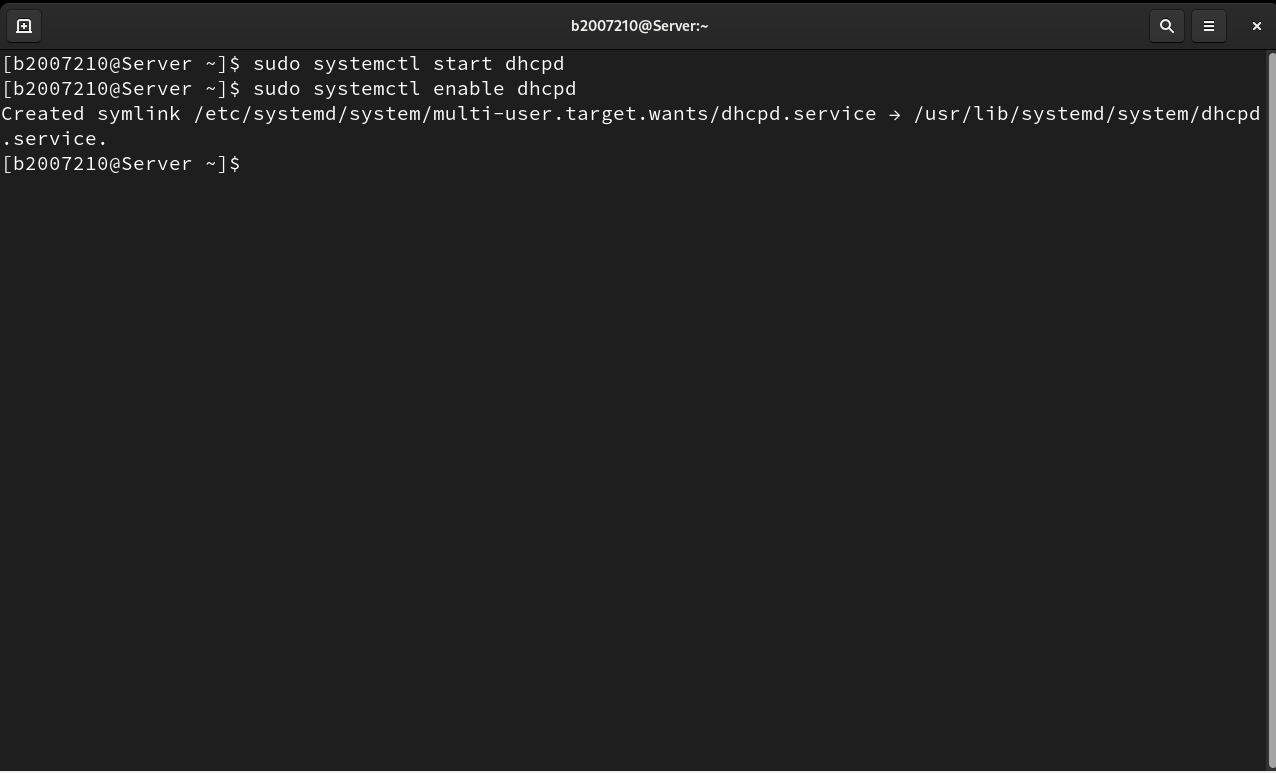 b2007210@Server:~
[b2007210@Server ~]$ sudo systemctl start dhcpd
[b2007210@Server ~]$ sudo systemctl enable dhcpd
Created symlink /etc/systemd/system/multi-user.target.wants/dhcpd.service → /usr/lib/systemd/system/dhcpd
.service.
[b2007210@Server ~]$